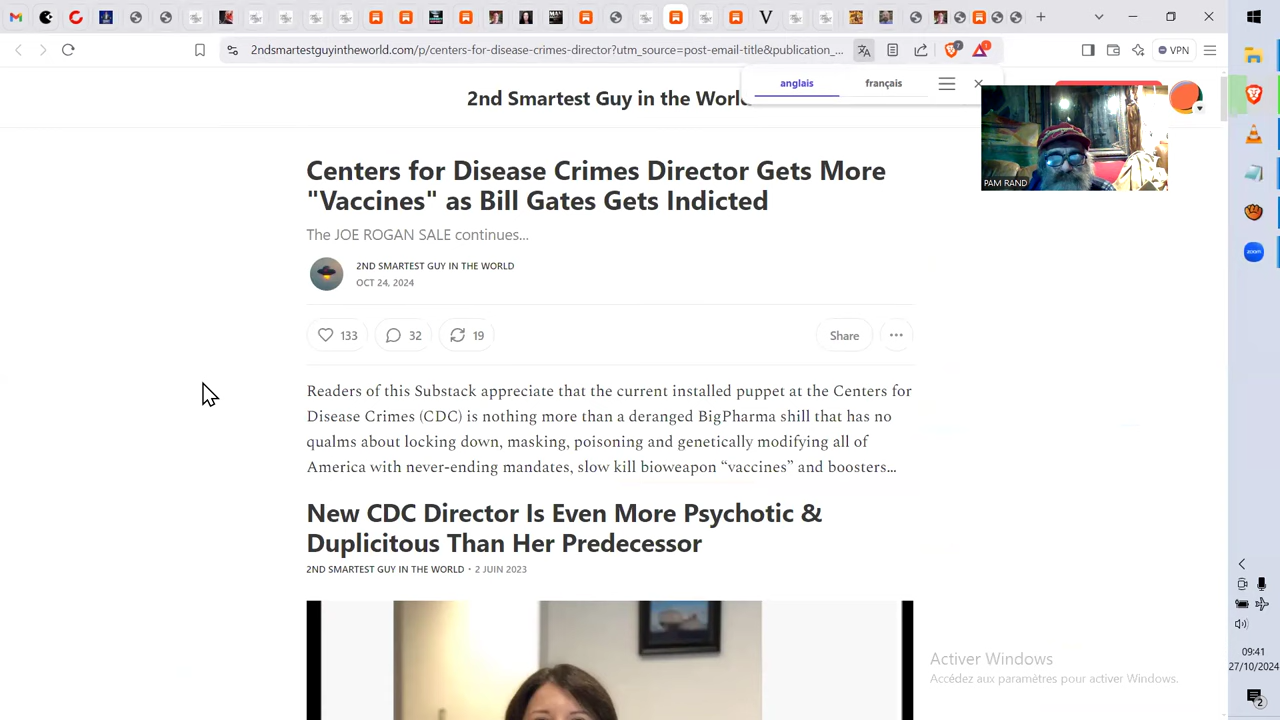 2ndsmartestguyintheworld.com/p/centers-for-disease-crimes-director?utm_source=post-email-title&publication_...
7
1
VPN
anglais
français
2nd Smartest Guy in the World
PAM RAND
Centers for Disease Crimes Director Gets More
"Vaccines" as Bill Gates Gets Indicted
The JOE ROGAN SALE continues...
2ND SMARTEST GUY IN THE WORLD
OCT 24, 2024
133
32
19
Share
Readers of this Substack appreciate that the current installed puppet at the Centers for
Disease Crimes (CDC) is nothing more than a deranged BigPharma shill that has no
qualms about locking down, masking, poisoning and genetically modifying all of
America with never-ending mandates, slow kill bioweapon “vaccines” and boosters…
New CDC Director Is Even More Psychotic &
Duplicitous Than Her Predecessor
2ND SMARTEST GUY IN THE WORLD · 2 JUIN 2023
Activer Windows
Accédez aux paramètres pour activer Windows.
zoom
09:41
27/10/2024
2